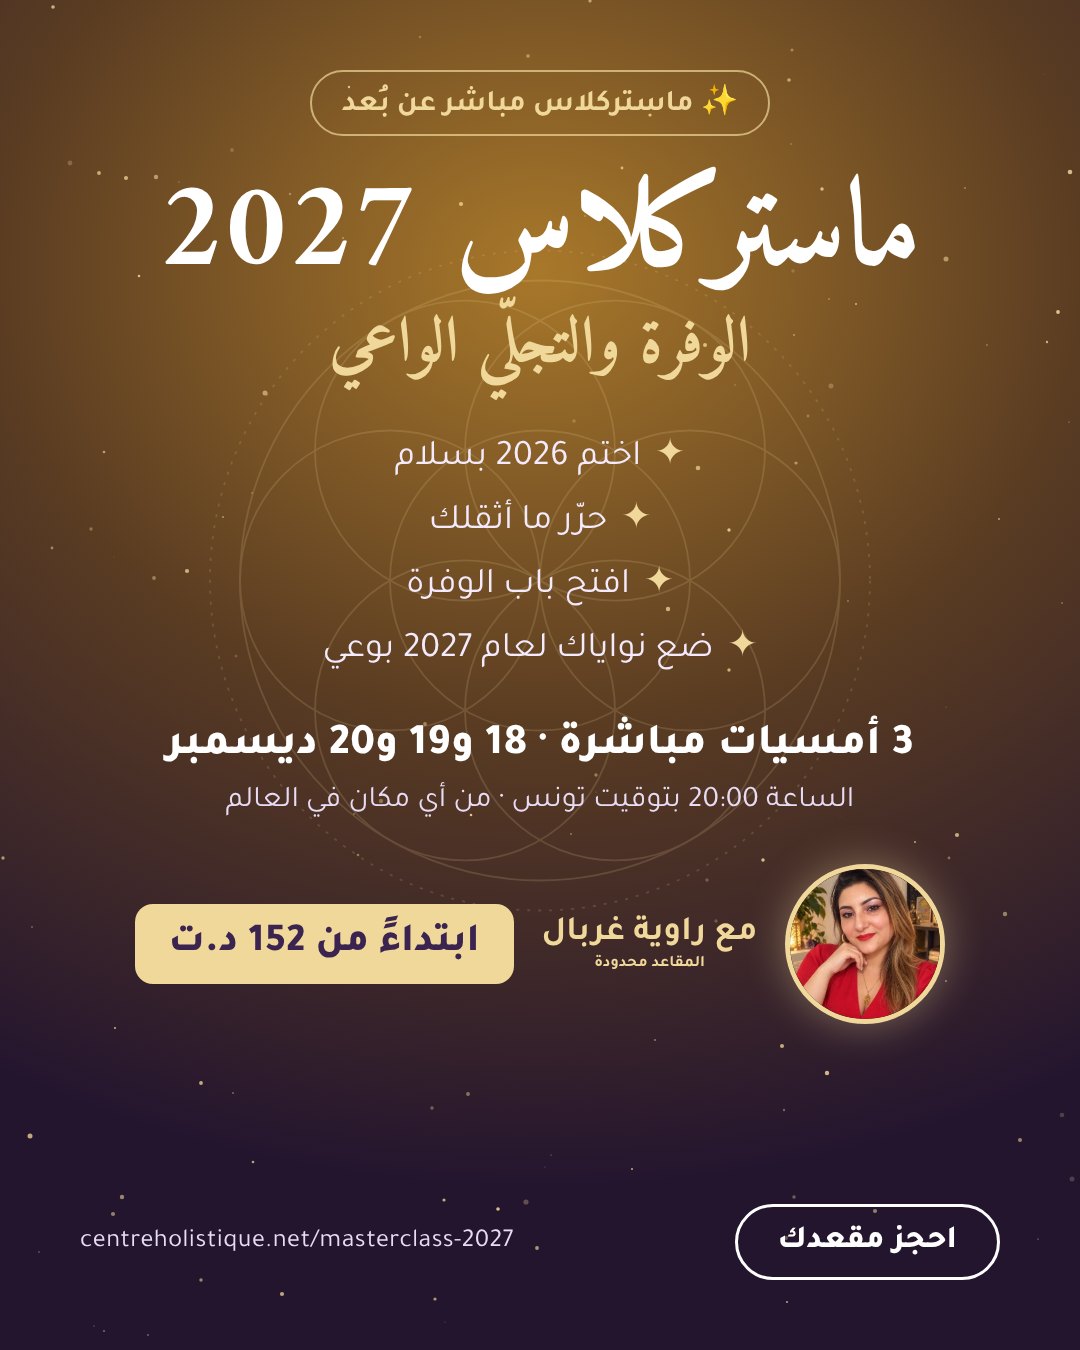 ✨ ماستركلاس مباشر عن بُعد
ماستركلاس 2027
الوفرة والتجلّي الواعي
✦ اختم 2026 بسلام
✦ حرّر ما أثقلك
✦ افتح باب الوفرة
✦ ضع نواياك لعام 2027 بوعي
3 أمسيات مباشرة · 18 و19 و20 ديسمبر
الساعة 20:00 بتوقيت تونس · من أي مكان في العالم
مع راوية غربال
المقاعد محدودة
ابتداءً من 152 د.ت
احجز مقعدك
centreholistique.net/masterclass-2027